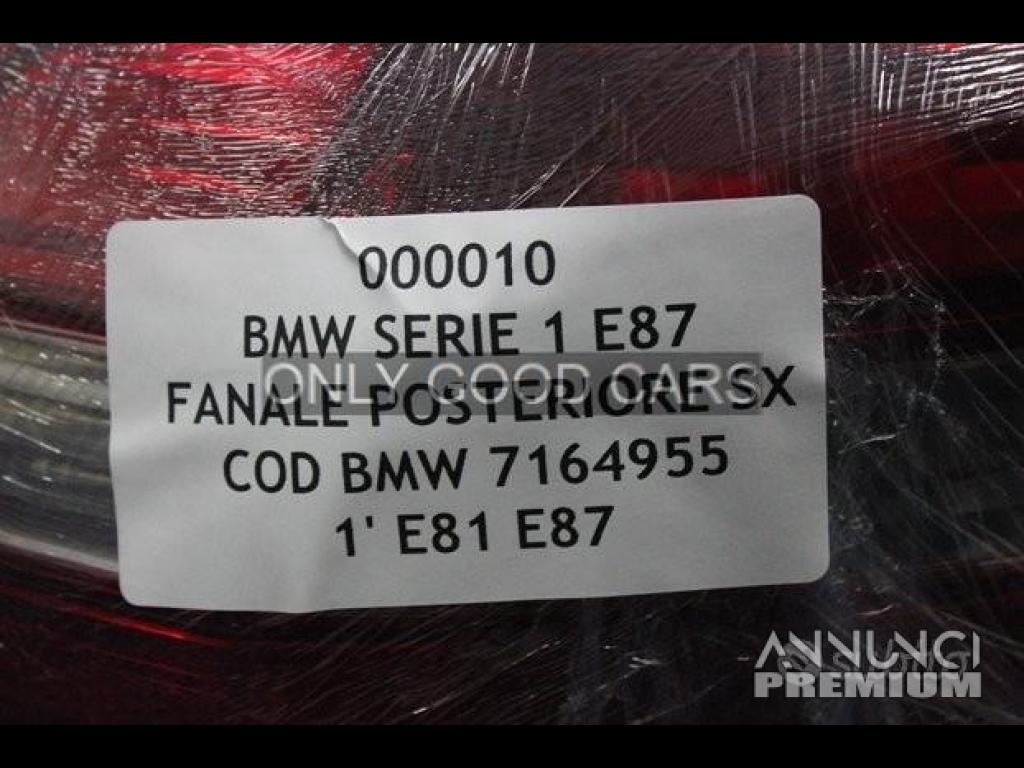 000010
BMW SERIE 1 E87
ONLY GOOD CARS
FANALE POSTERIORE SX
COD BMW 7164955
1' E81 E87
ANNUNCI
PREMIUM